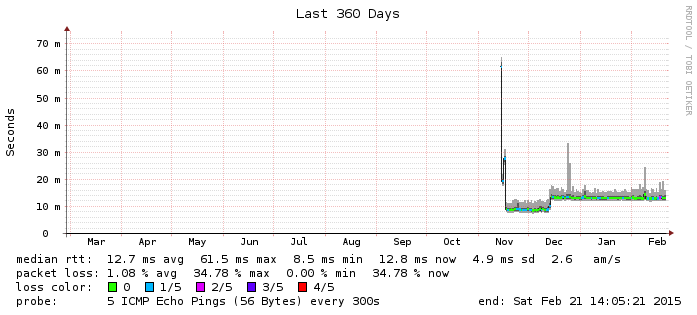 Last 360 Days
RRDTOOL / TOBI OETIKER
Seconds
70 m
60 m
50 m
40 m
30 m
20 m
10 m
0
Mar Apr May Jun Jul Aug Sep Oct Nov Dec Jan Feb
median rtt: 12.7 ms avg 61.5 ms max 8.5 ms min 12.8 ms now 4.9 ms sd 2.6 am/s
packet loss: 1.08 % avg 34.78 % max 0.00 % min 34.78 % now
loss color: 0 1/5 2/5 3/5 4/5
probe: 5 ICMP Echo Pings (56 Bytes) every 300s end: Sat Feb 21 14:05:21 2015